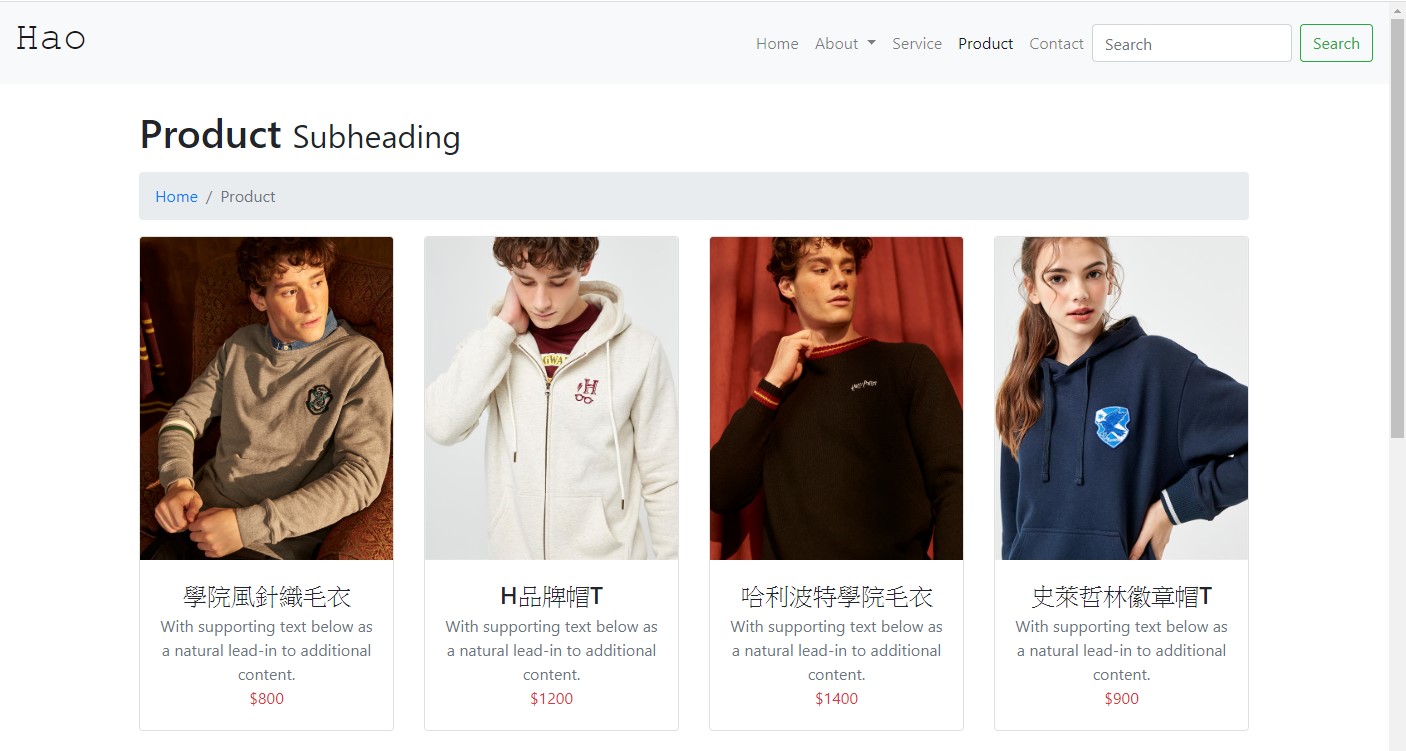 Hao
Home About Service Product Contact Search Search
Product Subheading
Home / Product
GWA
H
HARRY POTTER
學院風針織毛衣
With supporting text below as
a natural lead-in to additional
content.
$800
H品牌帽T
With supporting text below as
a natural lead-in to additional
content.
$1200
哈利波特學院毛衣
With supporting text below as
a natural lead-in to additional
content.
$1400
史萊哲林徽章帽T
With supporting text below as
a natural lead-in to additional
content.
$900